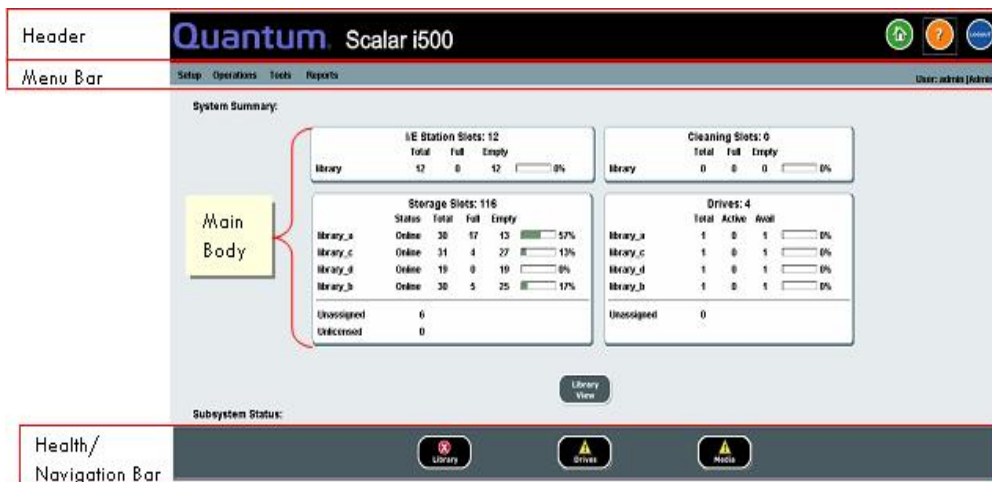 Header
Quantum. Scalar i500
?
LOGOUT
Menu Bar
Setup Operations Tools Reports
User: admin (Admin
System Summary:
Main
Body
I/E Station Slots: 12
Total Full Empty
library 12 0 12 0%
Cleaning Slots: 0
Total Full Empty
library 0 0 0 0%
Storage Slots: 116
Status Total Full Empty
library_a Online 30 17 13 57%
library_c Online 31 4 27 13%
library_d Online 19 0 19 0%
library_b Online 30 5 25 17%
Unassigned 6
Unlicensed 0
Drives: 4
Total Active Avail
library_a 1 0 1 0%
library_c 1 0 1 0%
library_d 1 0 1 0%
library_b 1 0 1 0%
Unassigned 0
Library
View
Subsystem Status:
Health/
Navigation Bar
Library
Drives
Media